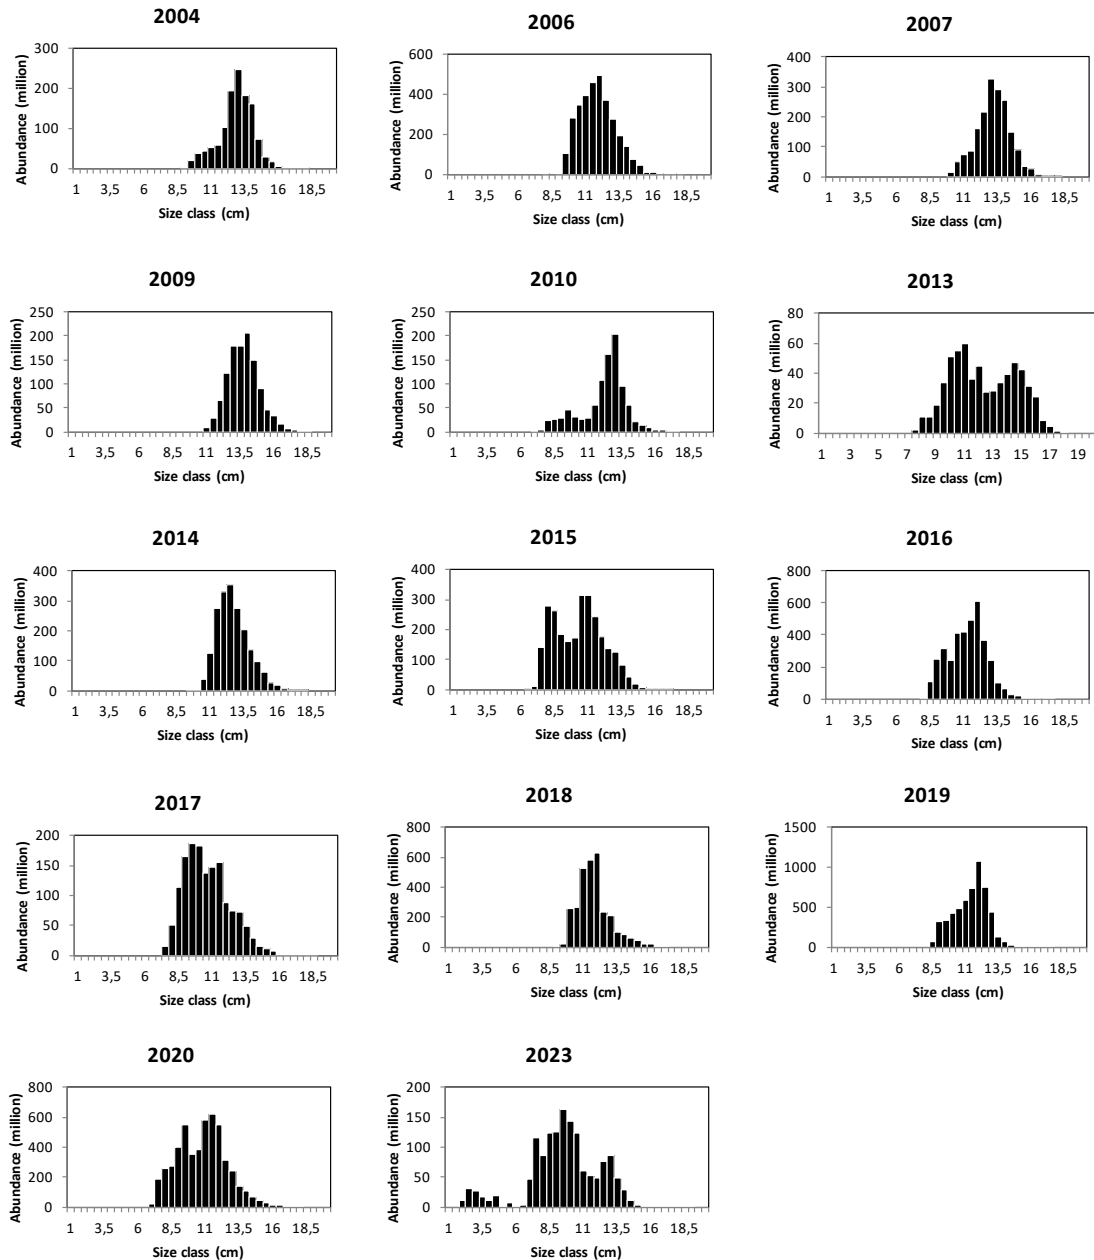 2004
Abundance (million)
300
200
100
0
1 3,5 6 8,5 11 13,5 16 18,5
Size class (cm)
2006
Abundance (million)
600
400
200
0
1 3,5 6 8,5 11 13,5 16 18,5
Size class (cm)
2007
Abundance (million)
400
300
200
100
0
1 3,5 6 8,5 11 13,5 16 18,5
Size class (cm)
2009
Abundance (million)
250
200
150
100
50
0
1 3,5 6 8,5 11 13,5 16 18,5
Size class (cm)
2010
Abundance (million)
250
200
150
100
50
0
1 3,5 6 8,5 11 13,5 16 18,5
Size class (cm)
2013
Abundance (million)
80
60
40
20
0
1 3 5 7 9 11 13 15 17 19
Size class (cm)
2014
Abundance (million)
400
300
200
100
0
1 3,5 6 8,5 11 13,5 16 18,5
Size class (cm)
2015
Abundance (million)
400
300
200
100
0
1 3,5 6 8,5 11 13,5 16 18,5
Size class (cm)
2016
Abundance (million)
800
600
400
200
0
1 3,5 6 8,5 11 13,5 16 18,5
Size class (cm)
2017
Abundance (million)
200
150
100
50
0
1 3,5 6 8,5 11 13,5 16 18,5
Size class (cm)
2018
Abundance (million)
800
600
400
200
0
1 3,5 6 8,5 11 13,5 16 18,5
Size class (cm)
2019
Abundance (million)
1500
1000
500
0
1 3,5 6 8,5 11 13,5 16 18,5
Size class (cm)
2020
Abundance (million)
800
600
400
200
0
1 3,5 6 8,5 11 13,5 16 18,5
Size class (cm)
2023
Abundance (million)
200
150
100
50
0
1 3,5 6 8,5 11 13,5 16 18,5
Size class (cm)